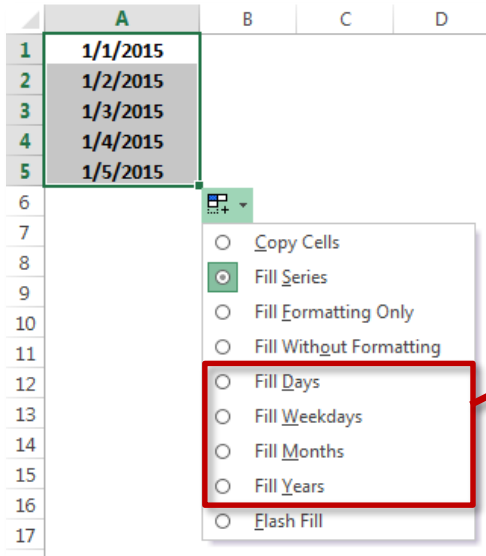 A B C D
1 1/1/2015
2 1/2/2015
3 1/3/2015
4 1/4/2015
5 1/5/2015
6
7
Copy Cells
8
Fill Series
9
10
Fill Formatting Only
11
Fill Without Formatting
12
Fill Days
13
Fill Weekdays
14
Fill Months
15
Fill Years
16
Flash Fill
17